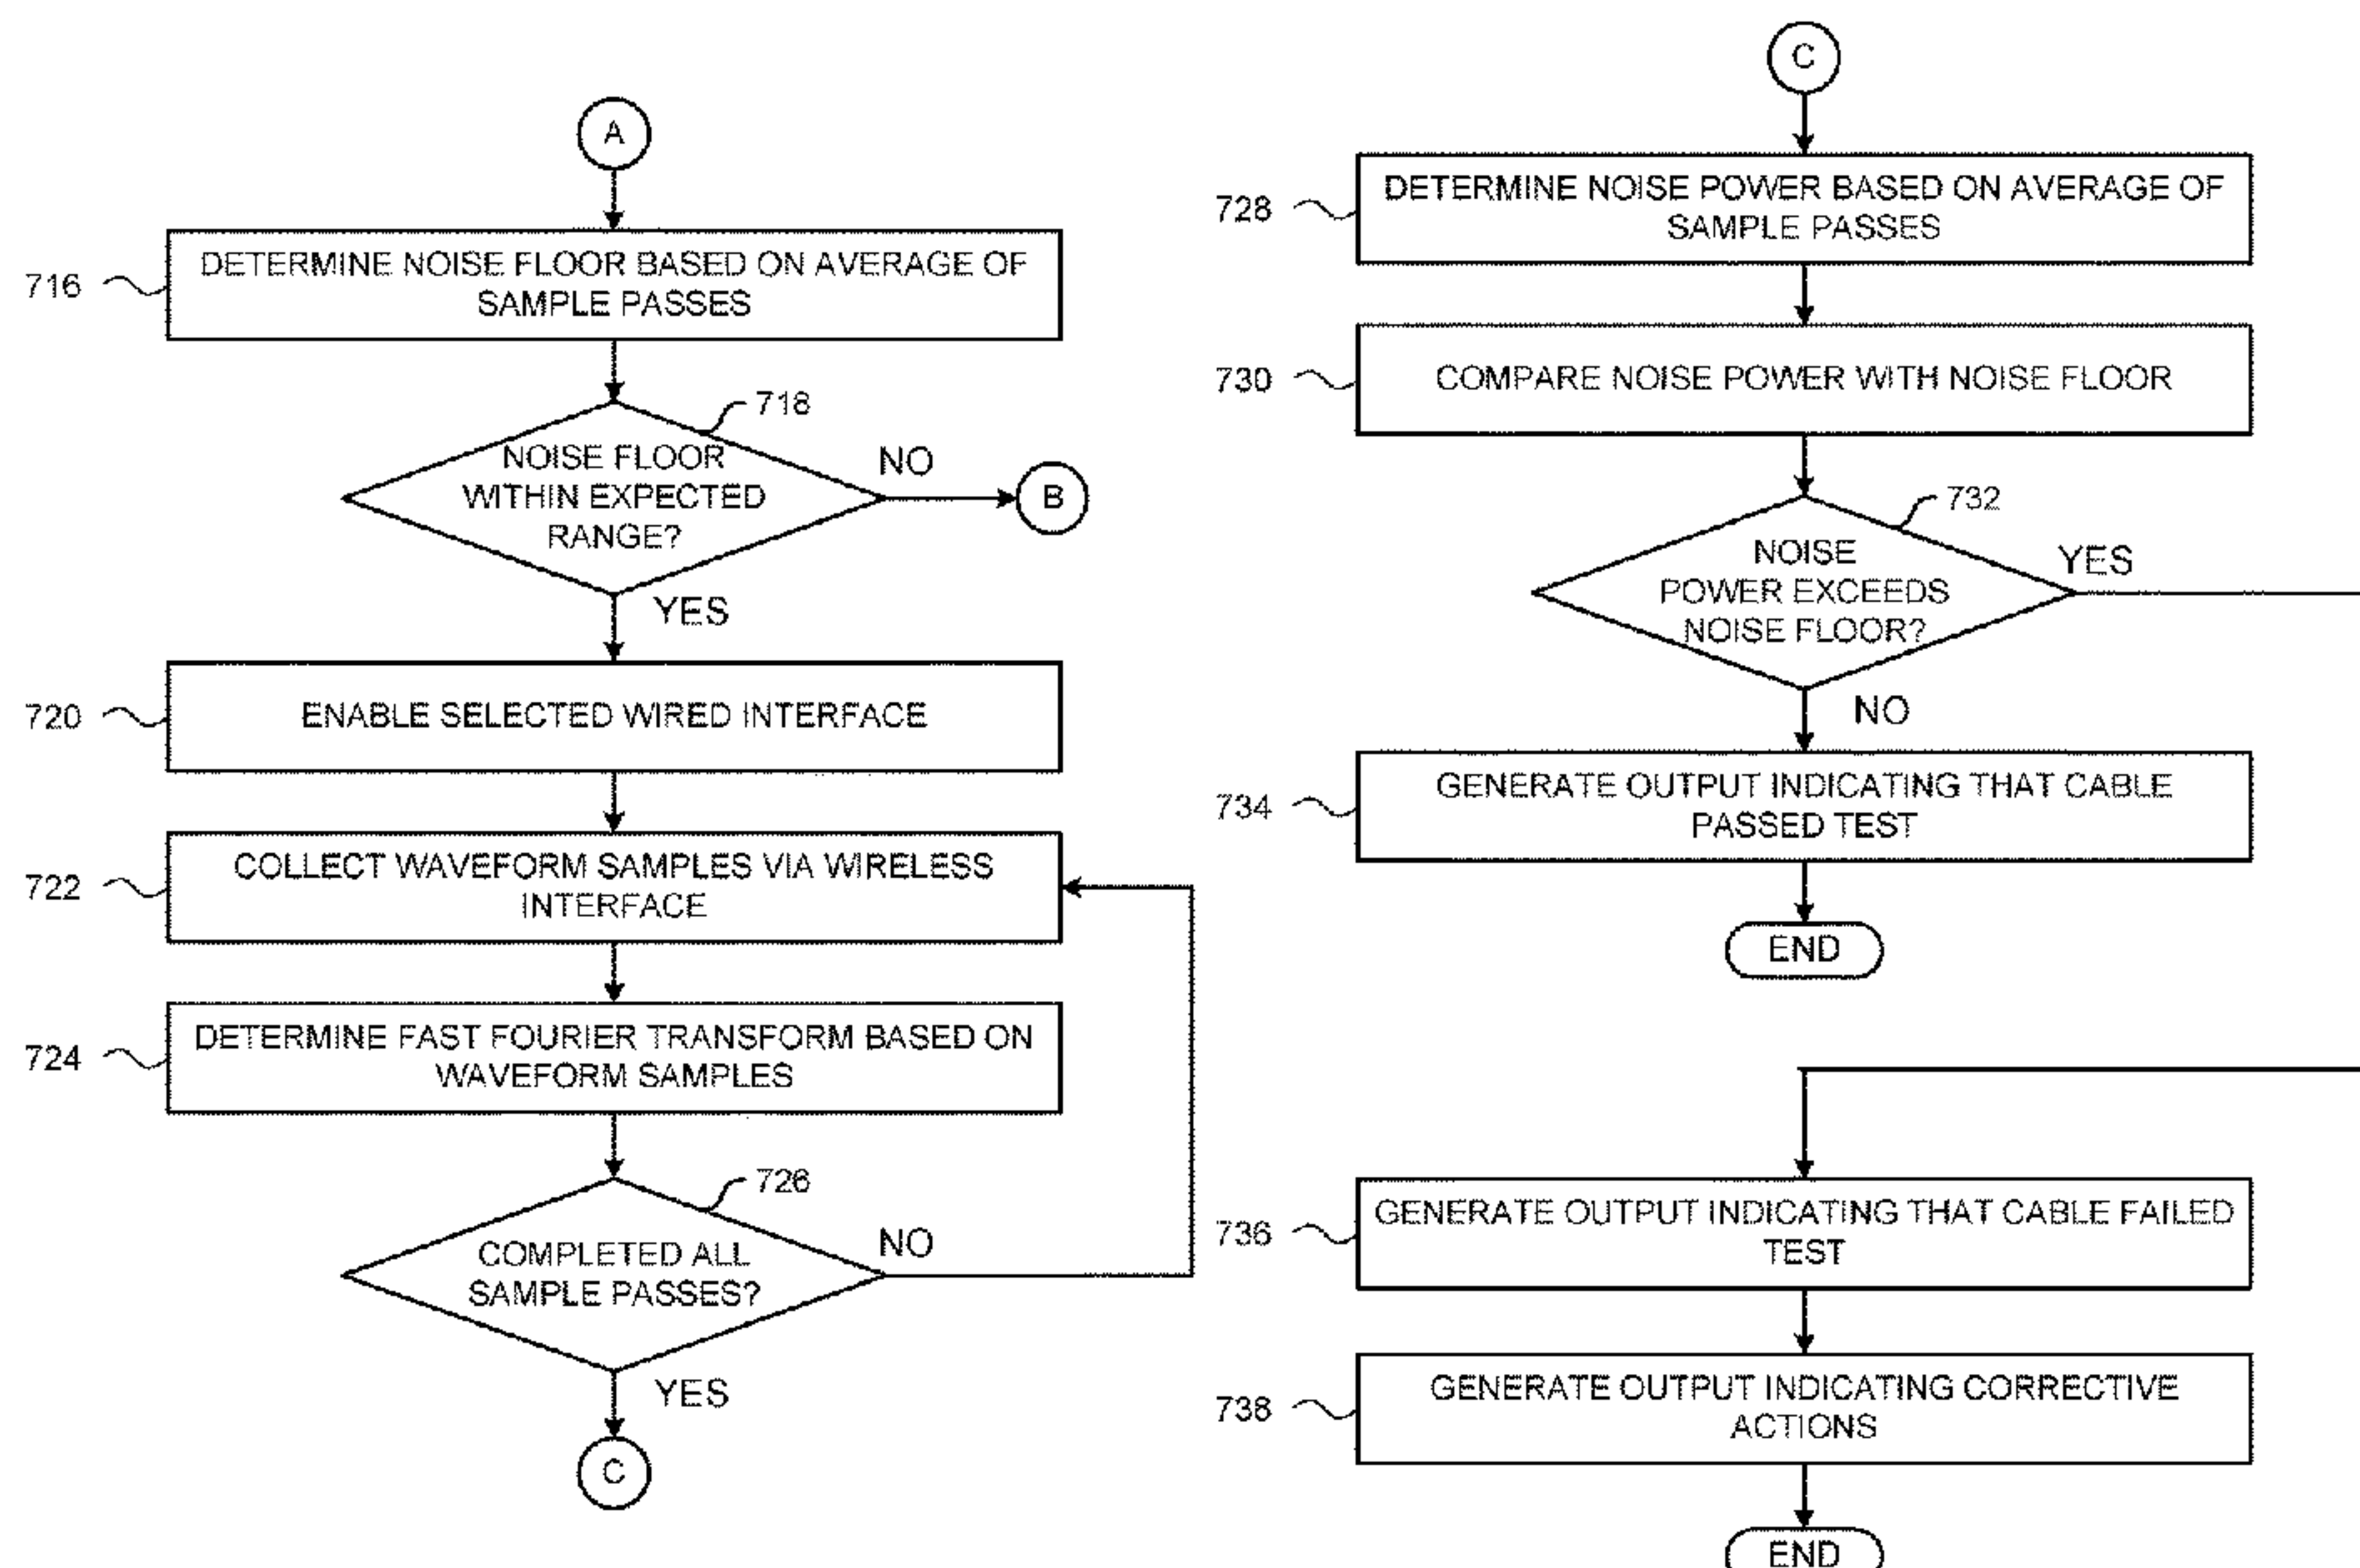 A
716
DETERMINE NOISE FLOOR BASED ON AVERAGE OF
SAMPLE PASSES
718
NOISE FLOOR
WITHIN EXPECTED
RANGE?
NO
B
YES
720
ENABLE SELECTED WIRED INTERFACE
722
COLLECT WAVEFORM SAMPLES VIA WIRELESS
INTERFACE
724
DETERMINE FAST FOURIER TRANSFORM BASED ON
WAVEFORM SAMPLES
726
COMPLETED ALL
SAMPLE PASSES?
NO
YES
C
C
728
DETERMINE NOISE POWER BASED ON AVERAGE OF
SAMPLE PASSES
730
COMPARE NOISE POWER WITH NOISE FLOOR
732
NOISE
POWER EXCEEDS
NOISE FLOOR?
YES
NO
734
GENERATE OUTPUT INDICATING THAT CABLE
PASSED TEST
END
736
GENERATE OUTPUT INDICATING THAT CABLE FAILED
TEST
738
GENERATE OUTPUT INDICATING CORRECTIVE
ACTIONS
END